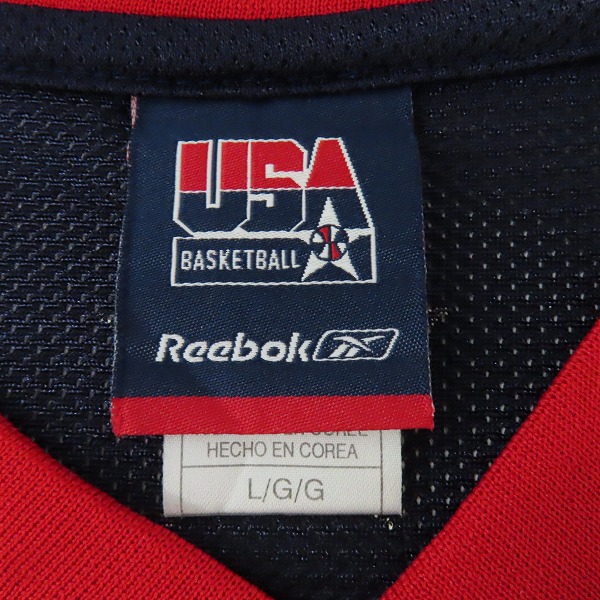 USA
BASKETBALL
Reebok
HECHO EN COREA
L/G/G